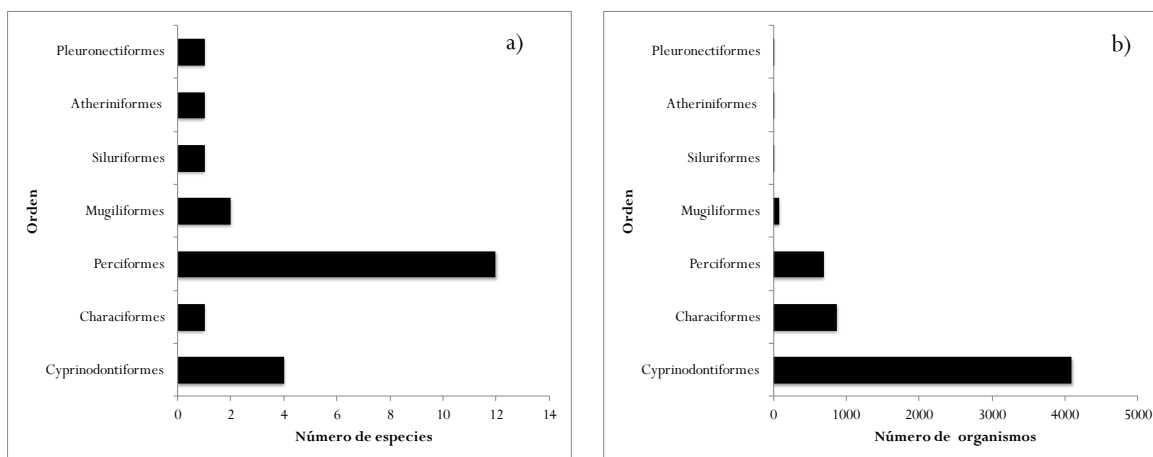 a)
Orden
Pleuronectiformes
Atheriniformes
Siluriformes
Mugiliformes
Perciformes
Characiformes
Cyprinodontiformes
0 2 4 6 8 10 12 14
Número de especies
b)
Orden
Pleuronectiformes
Atheriniformes
Siluriformes
Mugiliformes
Perciformes
Characiformes
Cyprinodontiformes
0 1000 2000 3000 4000 5000
Número de organismos